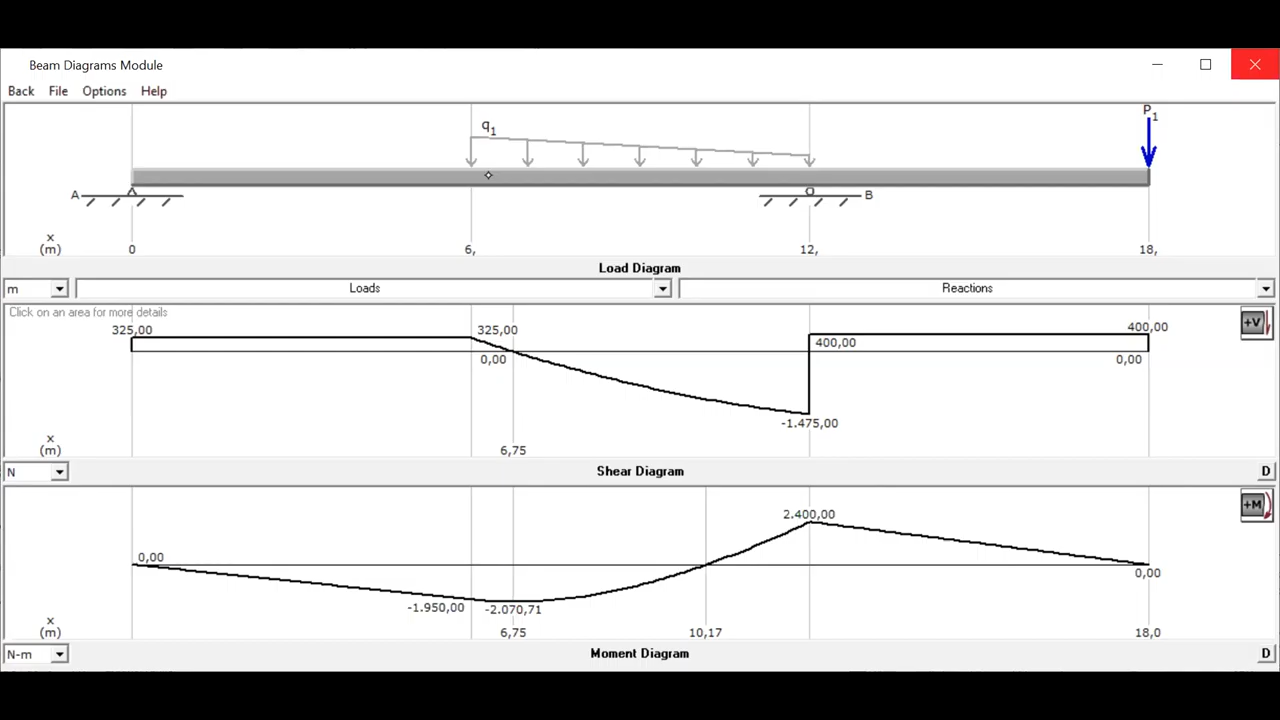 Beam Diagrams Module
Back File Options Help
P1
q1
A
B
x
(m)
0 6, 12, 18,
Load Diagram
m Loads Reactions
Click on an area for more details
325,00 325,00 400,00 +V
0,00 400,00 0,00
-1.475,00
x
(m)
6,75
N Shear Diagram D
2.400,00 +M
0,00
0,00
-1.950,00 -2.070,71
x
(m)
6,75 10,17 18,0
N-m Moment Diagram D